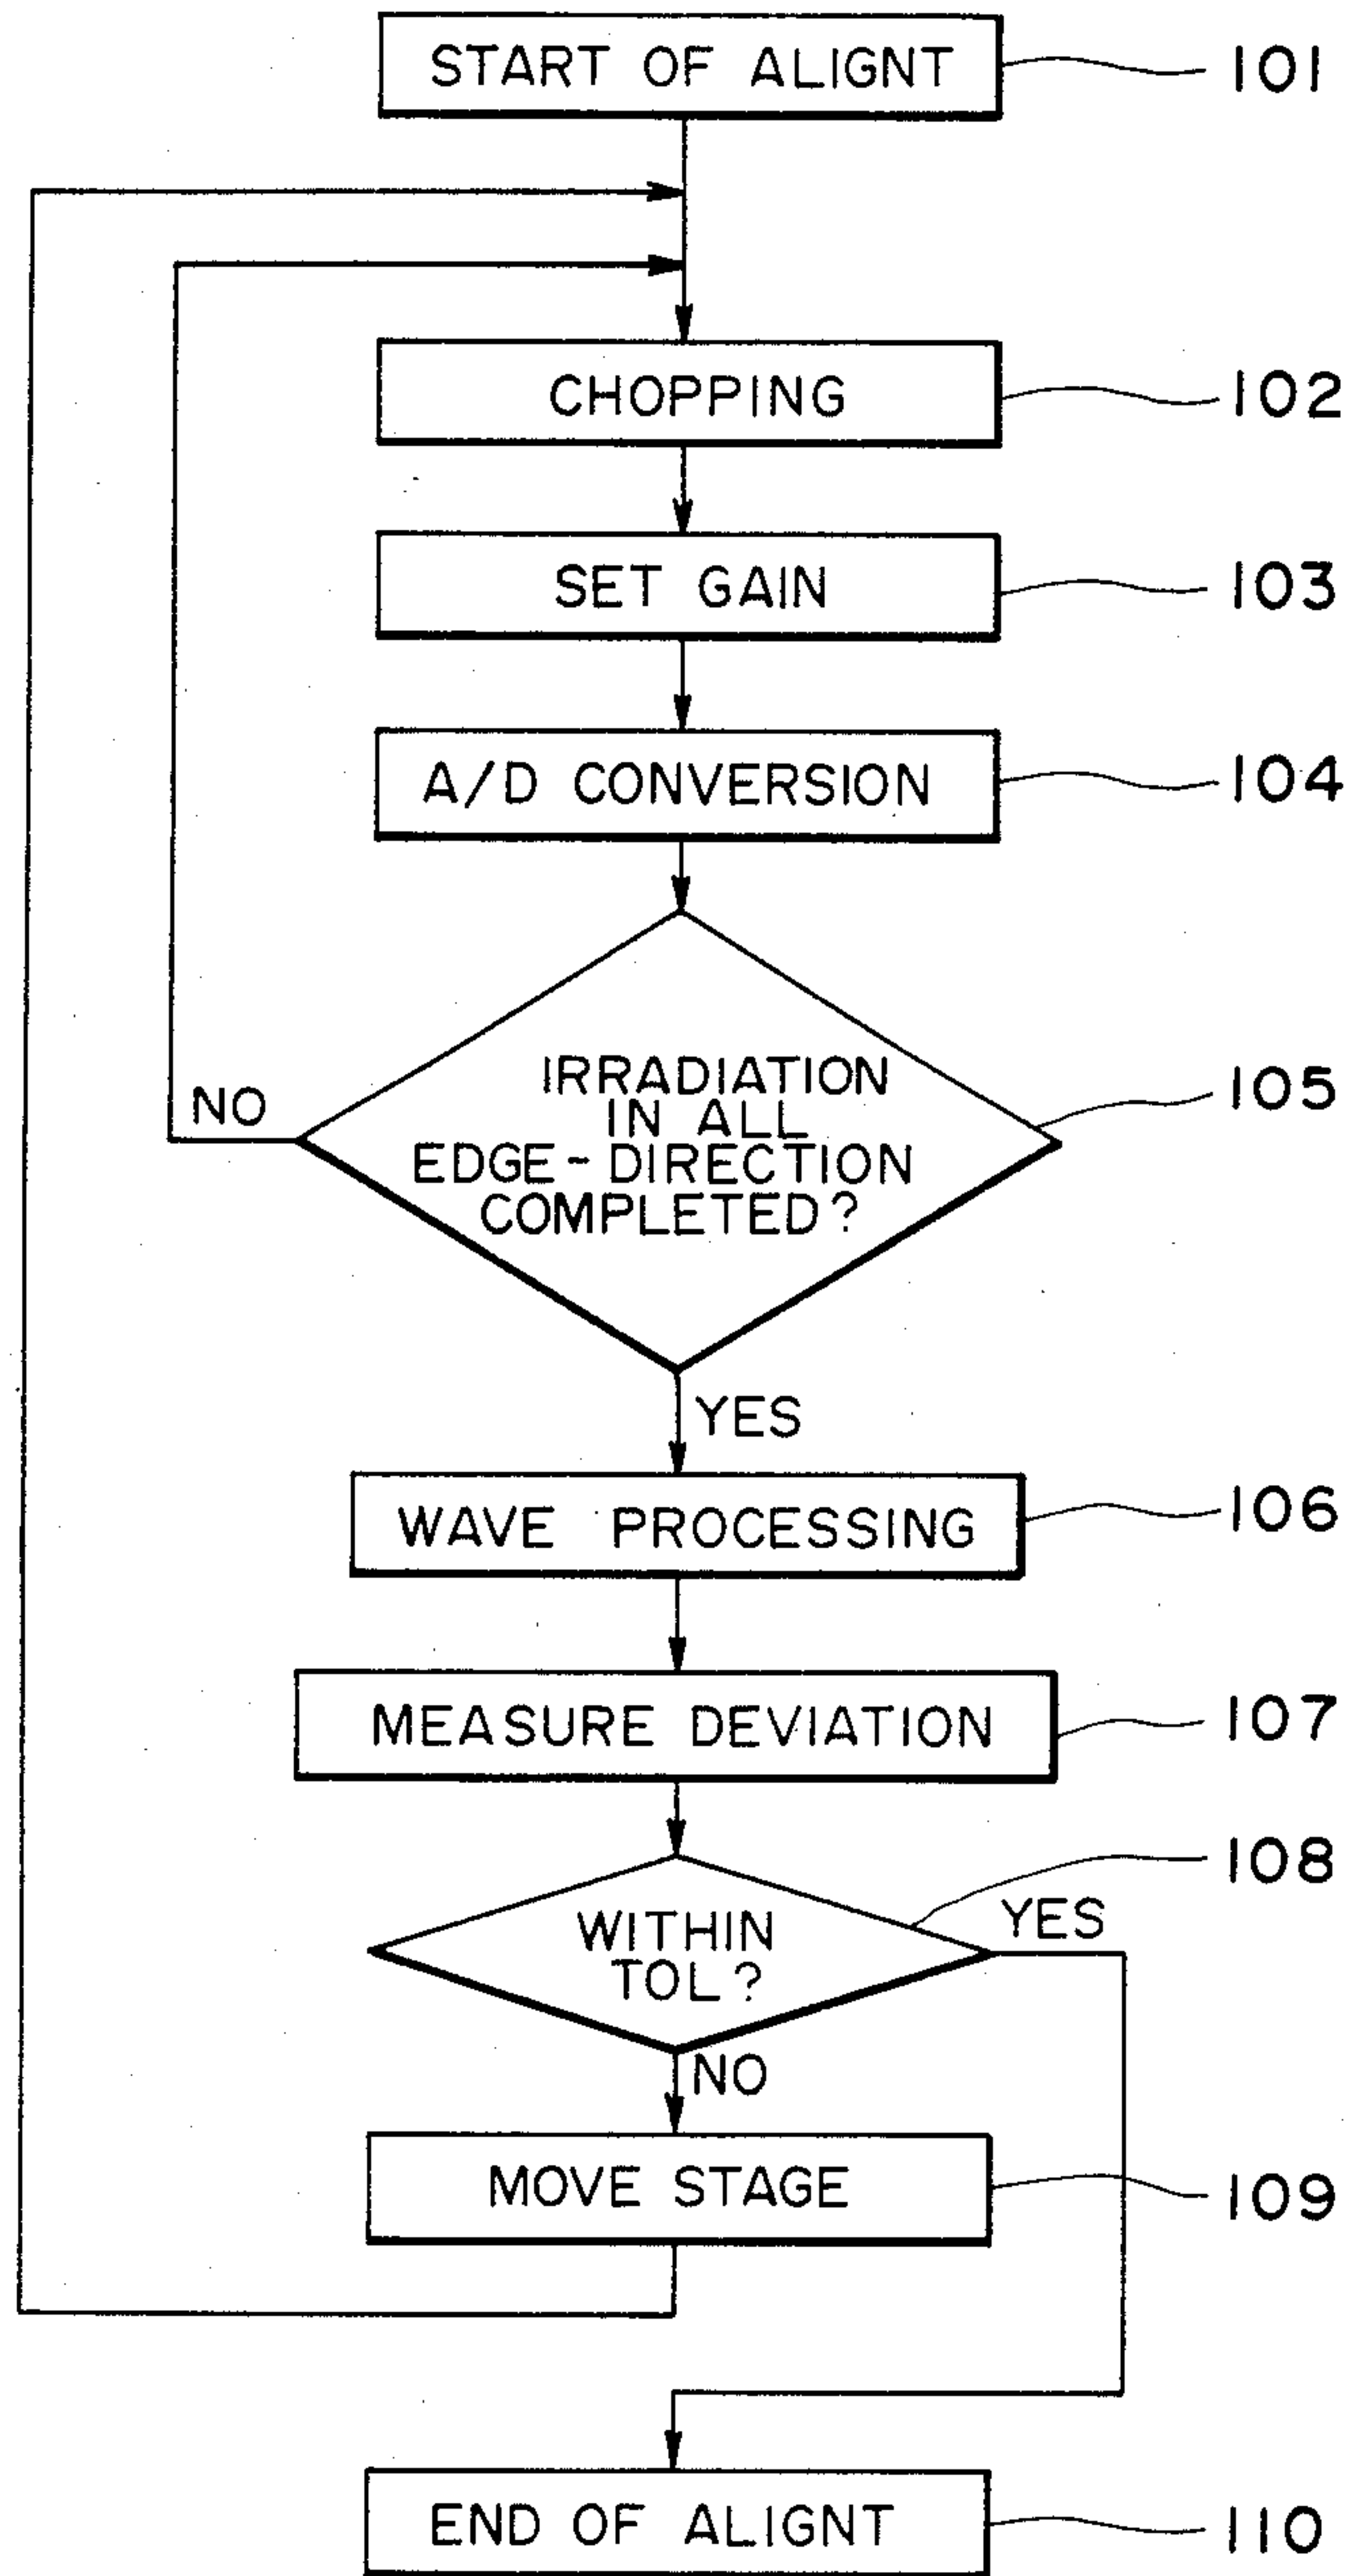 START OF ALIGNT
101
CHOPPING
102
SET GAIN
103
A/D CONVERSION
104
IRRADIATION
IN ALL
EDGE-DIRECTION
COMPLETED?
105
NO
YES
WAVE PROCESSING
106
MEASURE DEVIATION
107
WITHIN
TOL?
108
YES
NO
MOVE STAGE
109
END OF ALIGNT
110